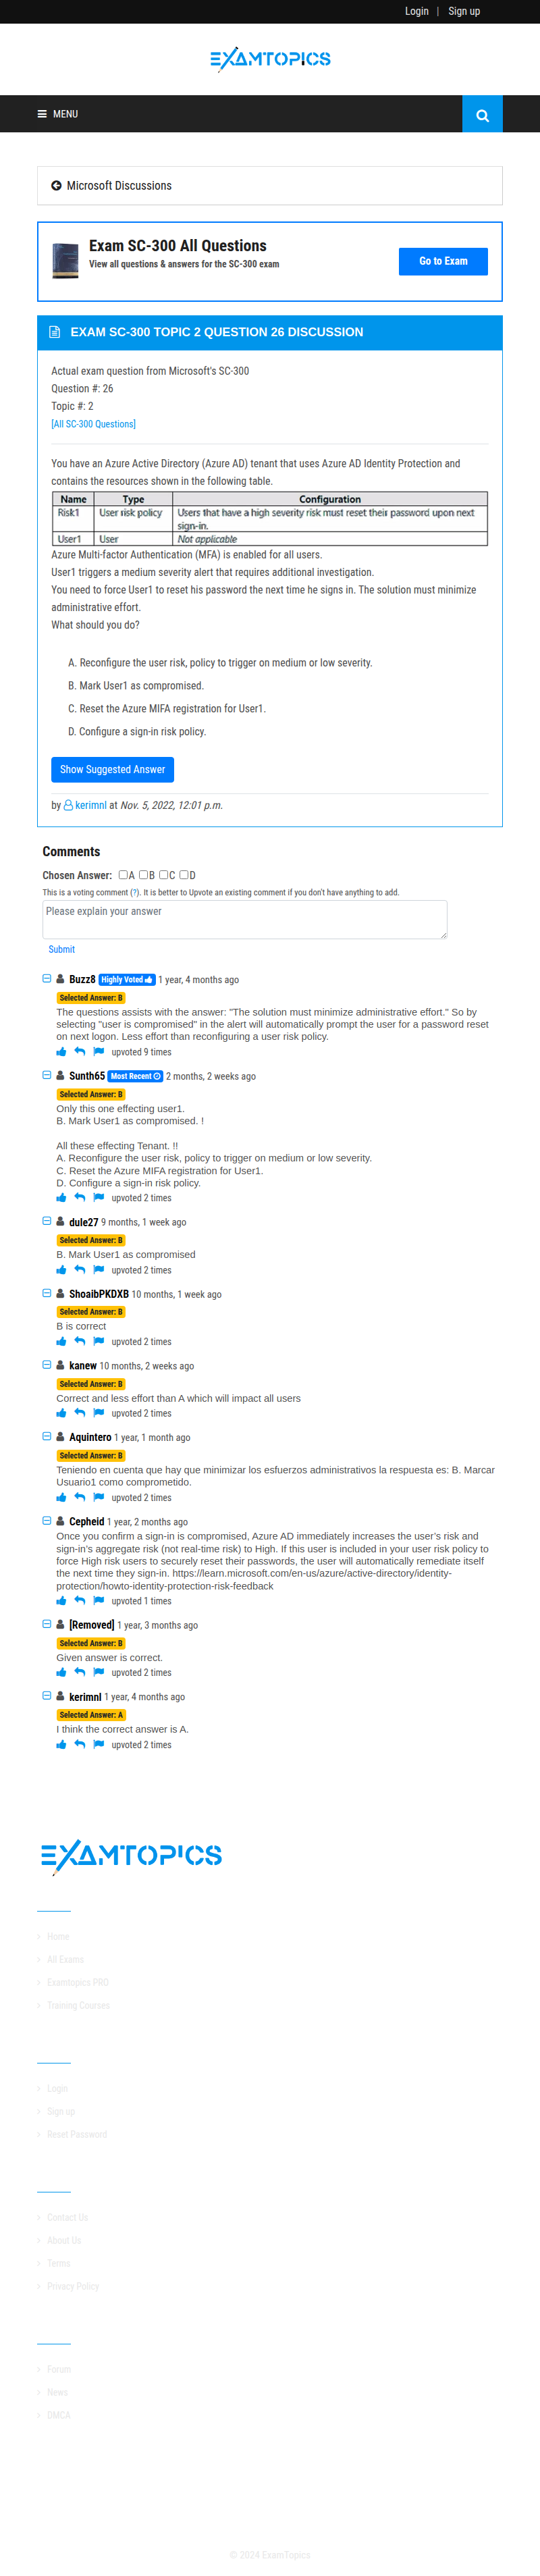 Login | Sign up
EXAMTOPICS
MENU
Microsoft Discussions
Exam SC-300 All Questions
View all questions & answers for the SC-300 exam
Go to Exam
EXAM SC-300 TOPIC 2 QUESTION 26 DISCUSSION
Actual exam question from Microsoft's SC-300
Question #: 26
Topic #: 2
[All SC-300 Questions]
You have an Azure Active Directory (Azure AD) tenant that uses Azure AD Identity Protection and
contains the resources shown in the following table.
Name Type Configuration
Risk1 User risk policy Users that have a high severity risk must reset their password upon next
sign-in.
User1 User Not applicable
Azure Multi-factor Authentication (MFA) is enabled for all users.
User1 triggers a medium severity alert that requires additional investigation.
You need to force User1 to reset his password the next time he signs in. The solution must minimize
administrative effort.
What should you do?
A. Reconfigure the user risk, policy to trigger on medium or low severity.
B. Mark User1 as compromised.
C. Reset the Azure MIFA registration for User1.
D. Configure a sign-in risk policy.
Show Suggested Answer
by kerimnl at Nov. 5, 2022, 12:01 p.m.
Comments
Chosen Answer: A B C D
This is a voting comment (?). It is better to Upvote an existing comment if you don't have anything to add.
Please explain your answer
Submit
Buzz8 Highly Voted 1 year, 4 months ago
Selected Answer: B
The questions assists with the answer: "The solution must minimize administrative effort." So by
selecting "user is compromised" in the alert will automatically prompt the user for a password reset
on next logon. Less effort than reconfiguring a user risk policy.
upvoted 9 times
Sunth65 Most Recent 2 months, 2 weeks ago
Selected Answer: B
Only this one effecting user1.
B. Mark User1 as compromised. !
All these effecting Tenant. !!
A. Reconfigure the user risk, policy to trigger on medium or low severity.
C. Reset the Azure MIFA registration for User1.
D. Configure a sign-in risk policy.
upvoted 2 times
dule27 9 months, 1 week ago
Selected Answer: B
B. Mark User1 as compromised
upvoted 2 times
ShoaibPKDXB 10 months, 1 week ago
Selected Answer: B
B is correct
upvoted 2 times
kanew 10 months, 2 weeks ago
Selected Answer: B
Correct and less effort than A which will impact all users
upvoted 2 times
Aquintero 1 year, 1 month ago
Selected Answer: B
Teniendo en cuenta que hay que minimizar los esfuerzos administrativos la respuesta es: B. Marcar
Usuario1 como comprometido.
upvoted 2 times
Cepheid 1 year, 2 months ago
Once you confirm a sign-in is compromised, Azure AD immediately increases the user's risk and
sign-in's aggregate risk (not real-time risk) to High. If this user is included in your user risk policy to
force High risk users to securely reset their passwords, the user will automatically remediate itself
the next time they sign-in. https://learn.microsoft.com/en-us/azure/active-directory/identity-
protection/howto-identity-protection-risk-feedback
upvoted 1 times
[Removed] 1 year, 3 months ago
Selected Answer: B
Given answer is correct.
upvoted 2 times
kerimnl 1 year, 4 months ago
Selected Answer: A
I think the correct answer is A.
upvoted 2 times
EXAMTOPICS
Home
All Exams
Examtopics PRO
Training Courses
Login
Sign up
Reset Password
Contact Us
About Us
Terms
Privacy Policy
Forum
News
DMCA
© 2024 ExamTopics